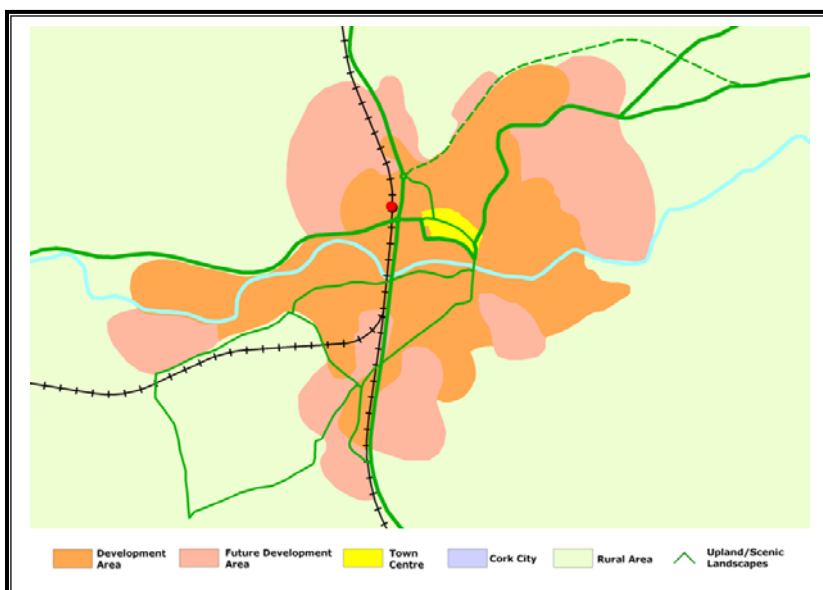 Development
Area
Future Development
Area
Town
Centre
Cork City
Rural Area
Upland/Scenic
Landscapes